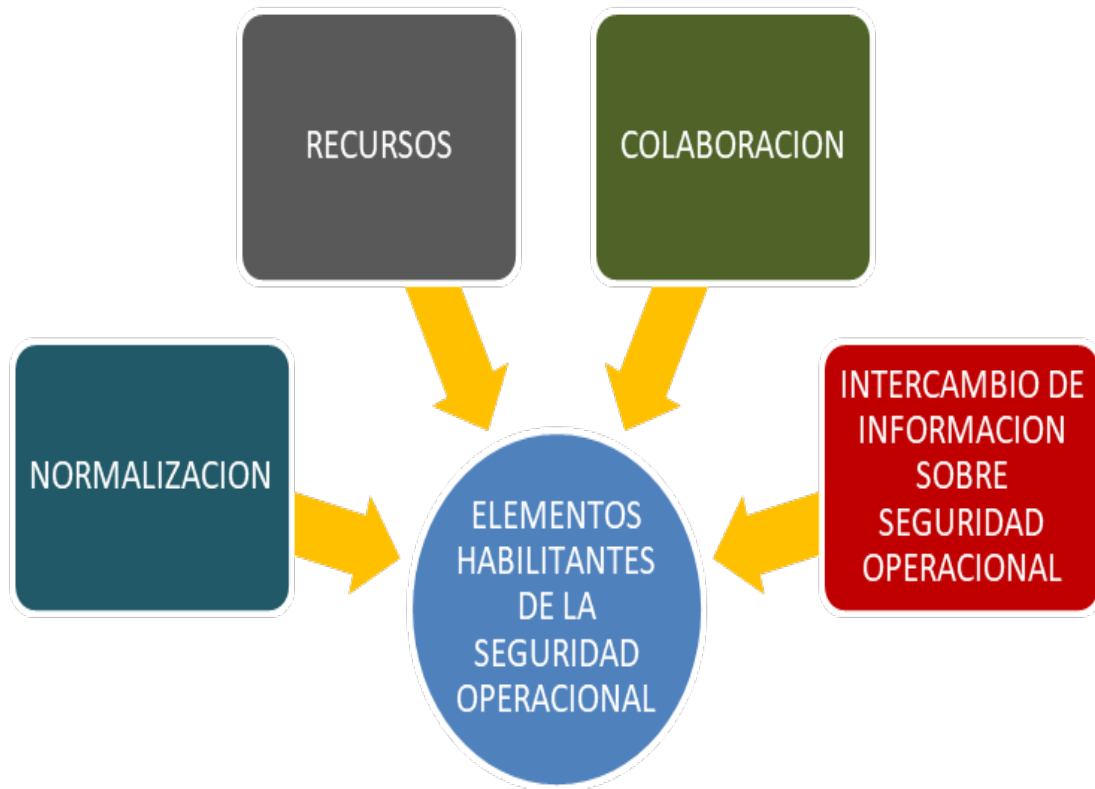 RECURSOS
COLABORACION
NORMALIZACION
INTERCAMBIO DE
INFORMACION
SOBRE
SEGURIDAD
OPERACIONAL
ELEMENTOS
HABILITANTES
DE LA
SEGURIDAD
OPERACIONAL